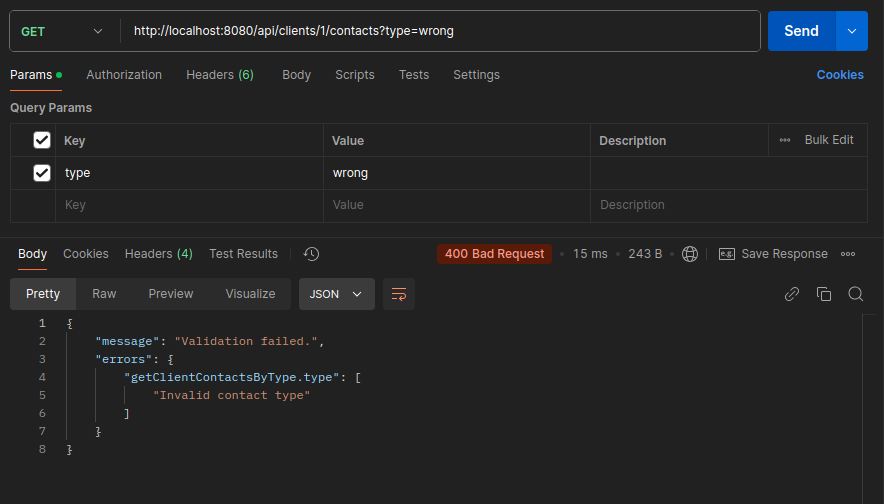 GET http://localhost:8080/api/clients/1/contacts?type=wrong Send
Params Authorization Headers (6) Body Scripts Tests Settings Cookies
Query Params
Key Value Description Bulk Edit
type wrong
Key Value Description
Body Cookies Headers (4) Test Results 400 Bad Request 15 ms 243 B e.g. Save Response
Pretty Raw Preview Visualize JSON
1 {
2 "message": "Validation failed.",
3 "errors": {
4 "getClientContactsByType.type": [
5 "Invalid contact type"
6 ]
7 }
8 }